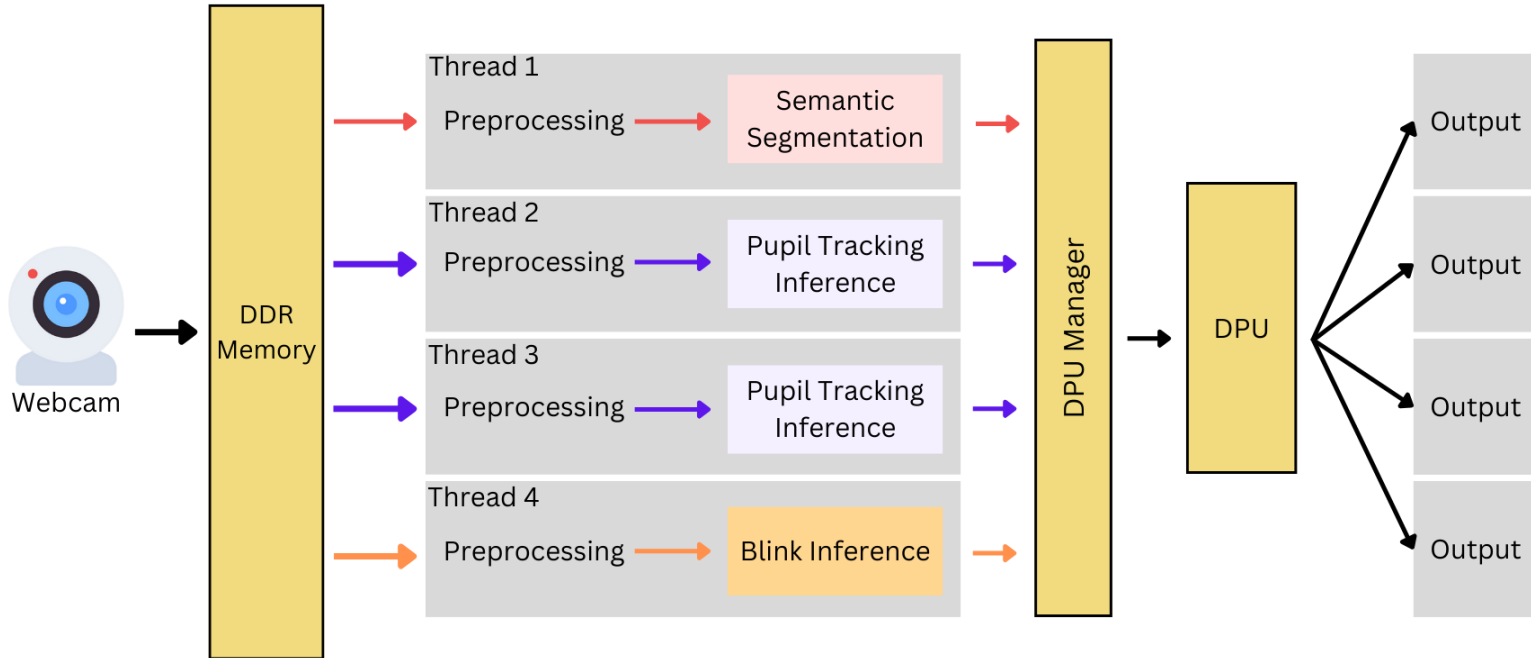 Webcam
DDR
Memory
Thread 1
Preprocessing
Semantic
Segmentation
Thread 2
Preprocessing
Pupil Tracking
Inference
Thread 3
Preprocessing
Pupil Tracking
Inference
Thread 4
Preprocessing
Blink Inference
DPU Manager
DPU
Output
Output
Output
Output